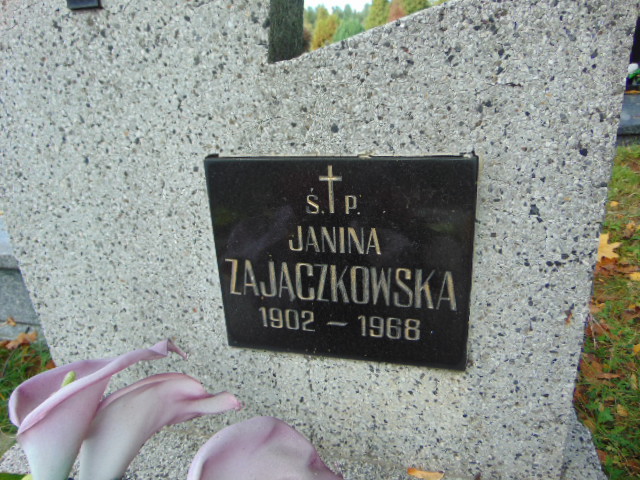 Ś. P.
JANINA
ZAJĄCZKOWSKA
1902 - 1968